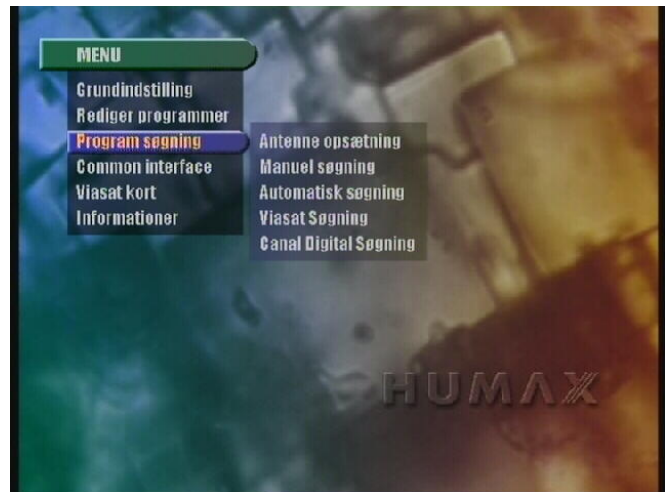 MENU
Grundindstilling
Rediger programmer
Program søgning
Common interface
Viasat kort
Informationer
Antenne opsætning
Manuel søgning
Automatisk søgning
Viasat Søgning
Canal Digital Søgning
HUMAX